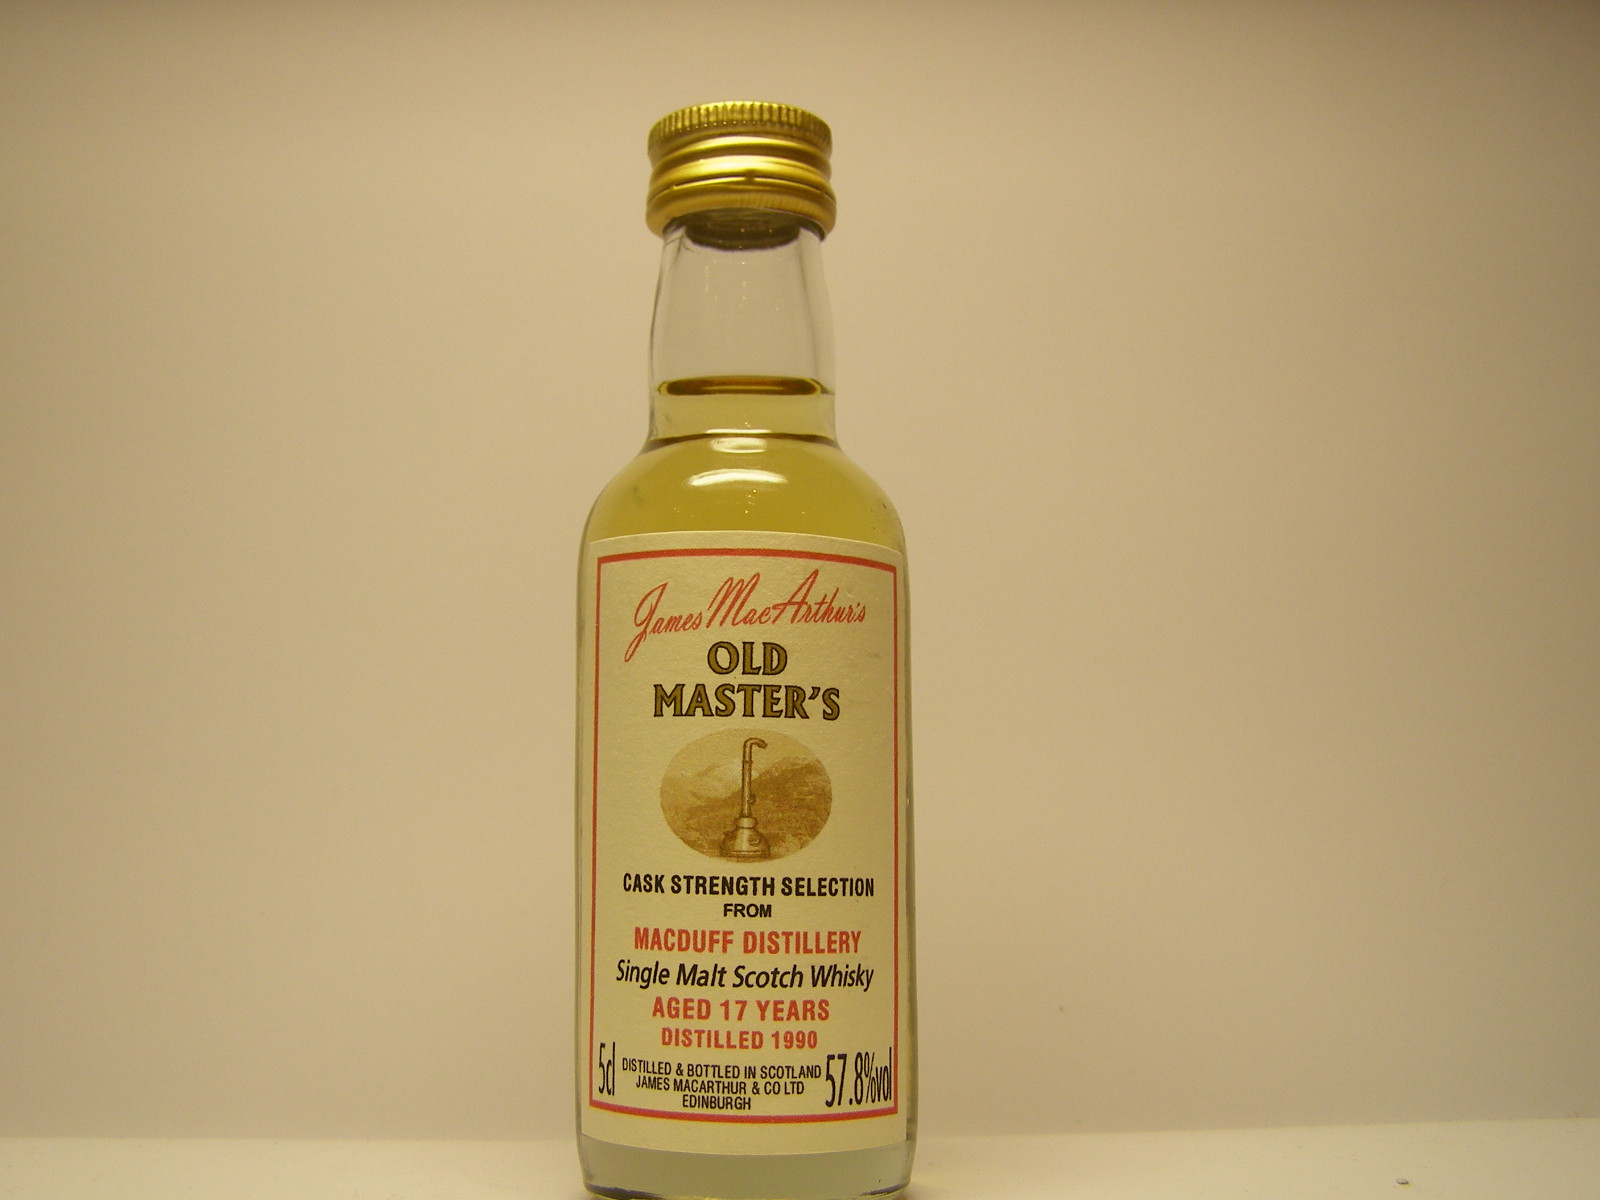 James MacArthur's
OLD
MASTER'S
CASK STRENGTH SELECTION
FROM
MACDUFF DISTILLERY
Single Malt Scotch Whisky
AGED 17 YEARS
DISTILLED 1990
5cl
DISTILLED & BOTTLED IN SCOTLAND
JAMES MACARTHUR & CO LTD
EDINBURGH
57.8%vol